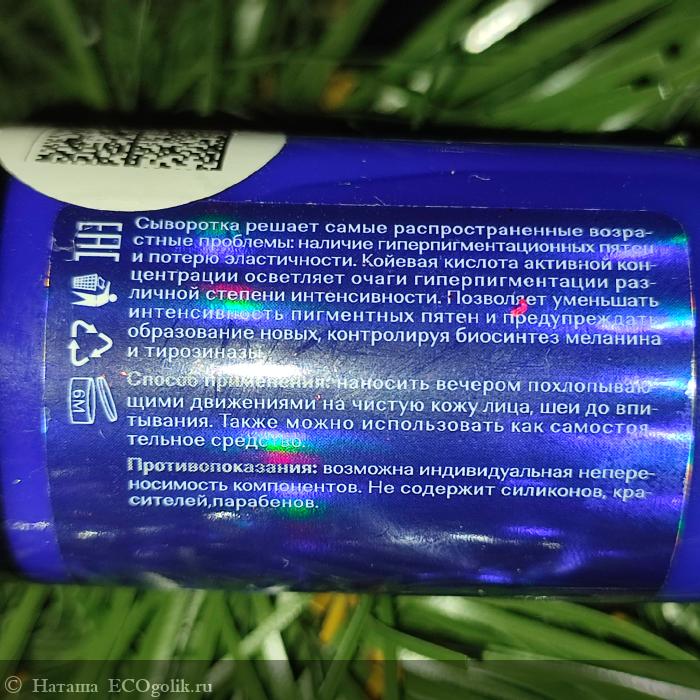 Сыворотка решает самые распространенные возра-
стные проблемы: наличие гиперпигментационных пятен
и потерю эластичности. Койевая кислота активной кон-
центрации осветляет очаги гиперпигментации раз-
личной степени интенсивности. Позволяет уменьшать
интенсивность пигментных пятен и предупреждать
образование новых, контролируя биосинтез меланина
и тирозиназы.
Способ применения: наносить вечером похлопываю-
щими движениями на чистую кожу лица, шеи до впи-
тывания. Также можно использовать как самостоя-
тельное средство.
Противопоказания: возможна индивидуальная непере-
носимость компонентов. Не содержит силиконов, кра-
сителей,парабенов.
EAC
6M
Наташа ECOgolik.ru